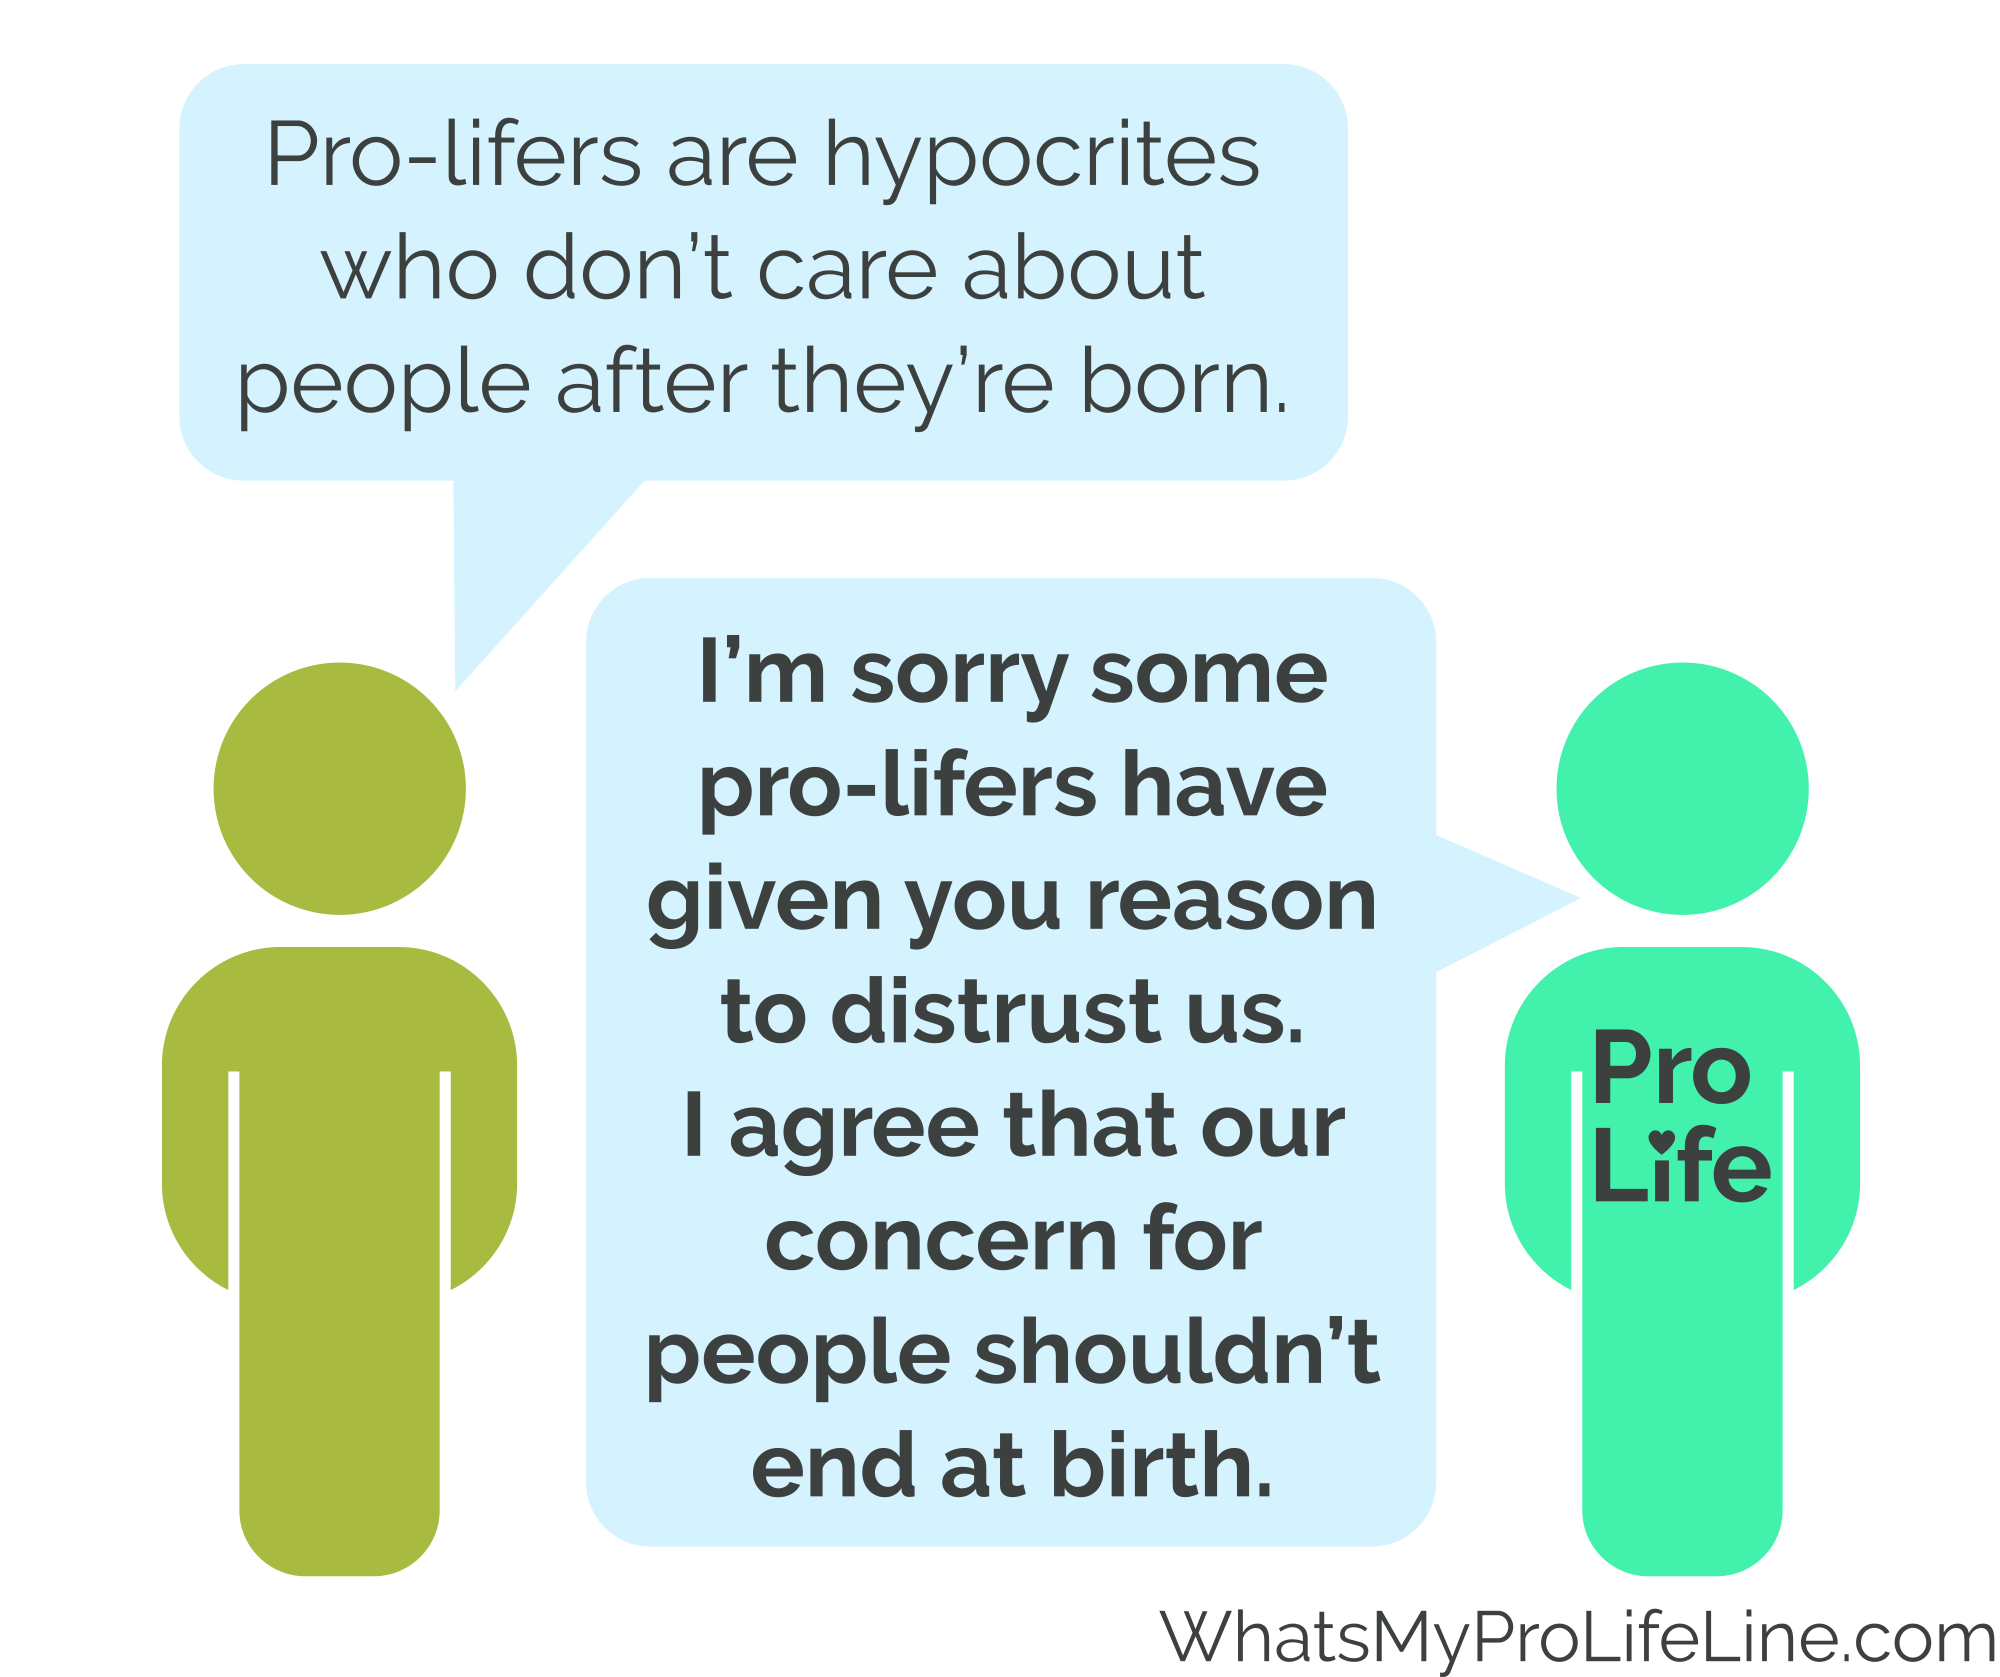 Pro-lifers are hypocrites
who don’t care about
people after they’re born.
I’m sorry some
pro-lifers have
given you reason
to distrust us.
I agree that our
concern for
people shouldn’t
end at birth.
Pro
Life
WhatsMyProLifeLine.com